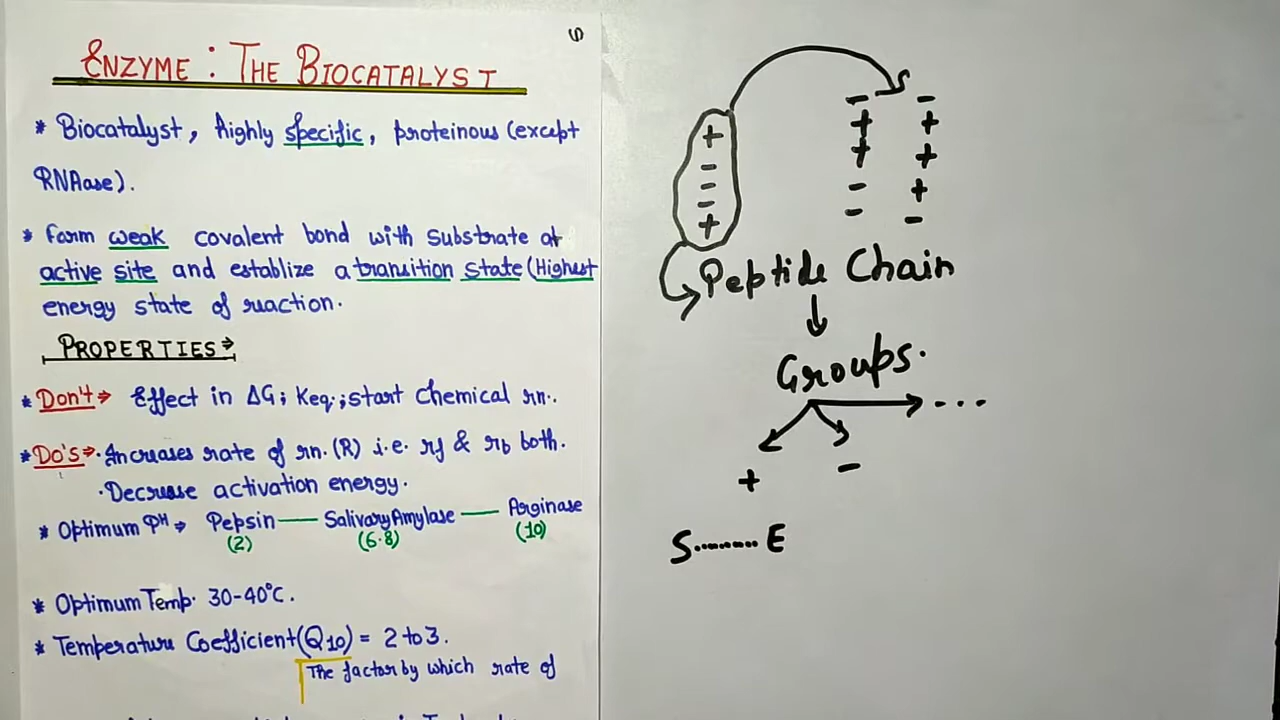 ENZYME : THE BIOCATALYST
* Biocatalyst, highly specific, proteinous (except
RNAase).
* Form weak covalent bond with substrate at
active site and establize a transition state (Highest
energy state of reaction.
PROPERTIES→
* Don't → Effect in ΔG; Keq.; start chemical rn.
* Do's → • Increases rate of rn. (R) i.e. rf & rb both.
• Decrease activation energy.
* Optimum PH → Pepsin — Salivary Amylase — Arginase
(2) (6.8) (10)
* Optimum Temp. 30-40°C.
* Temperature Coefficient (Q10) = 2 to 3.
The factor by which rate of
S
- -
+ + +
- + +
- - +
+ - -
Peptide Chain
↓
Groups.
+ - ...
S.........E